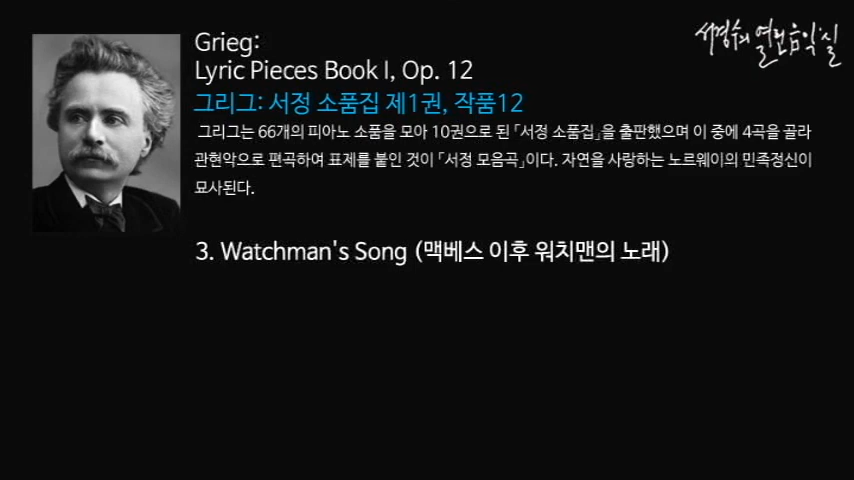 서경수의 열린음악실
Grieg:
Lyric Pieces Book I, Op. 12
그리그: 서정 소품집 제1권, 작품12
그리그는 66개의 피아노 소품을 모아 10권으로 된 「서정 소품집」을 출판했으며 이 중에 4곡을 골라
관현악으로 편곡하여 표제를 붙인 것이 「서정 모음곡」이다. 자연을 사랑하는 노르웨이의 민족정신이
묘사된다.
3. Watchman's Song (맥베스 이후 워치맨의 노래)